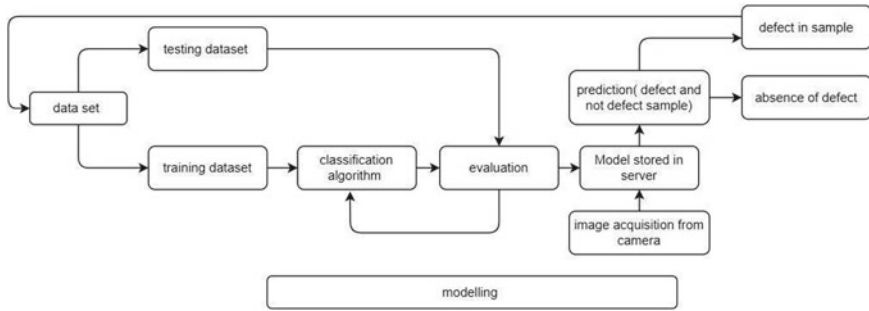 defect in sample
testing dataset
prediction( defect and
not defect sample)
absence of defect
data set
training dataset
classification
algorithm
evaluation
Model stored in
server
image acquisition from
camera
modelling